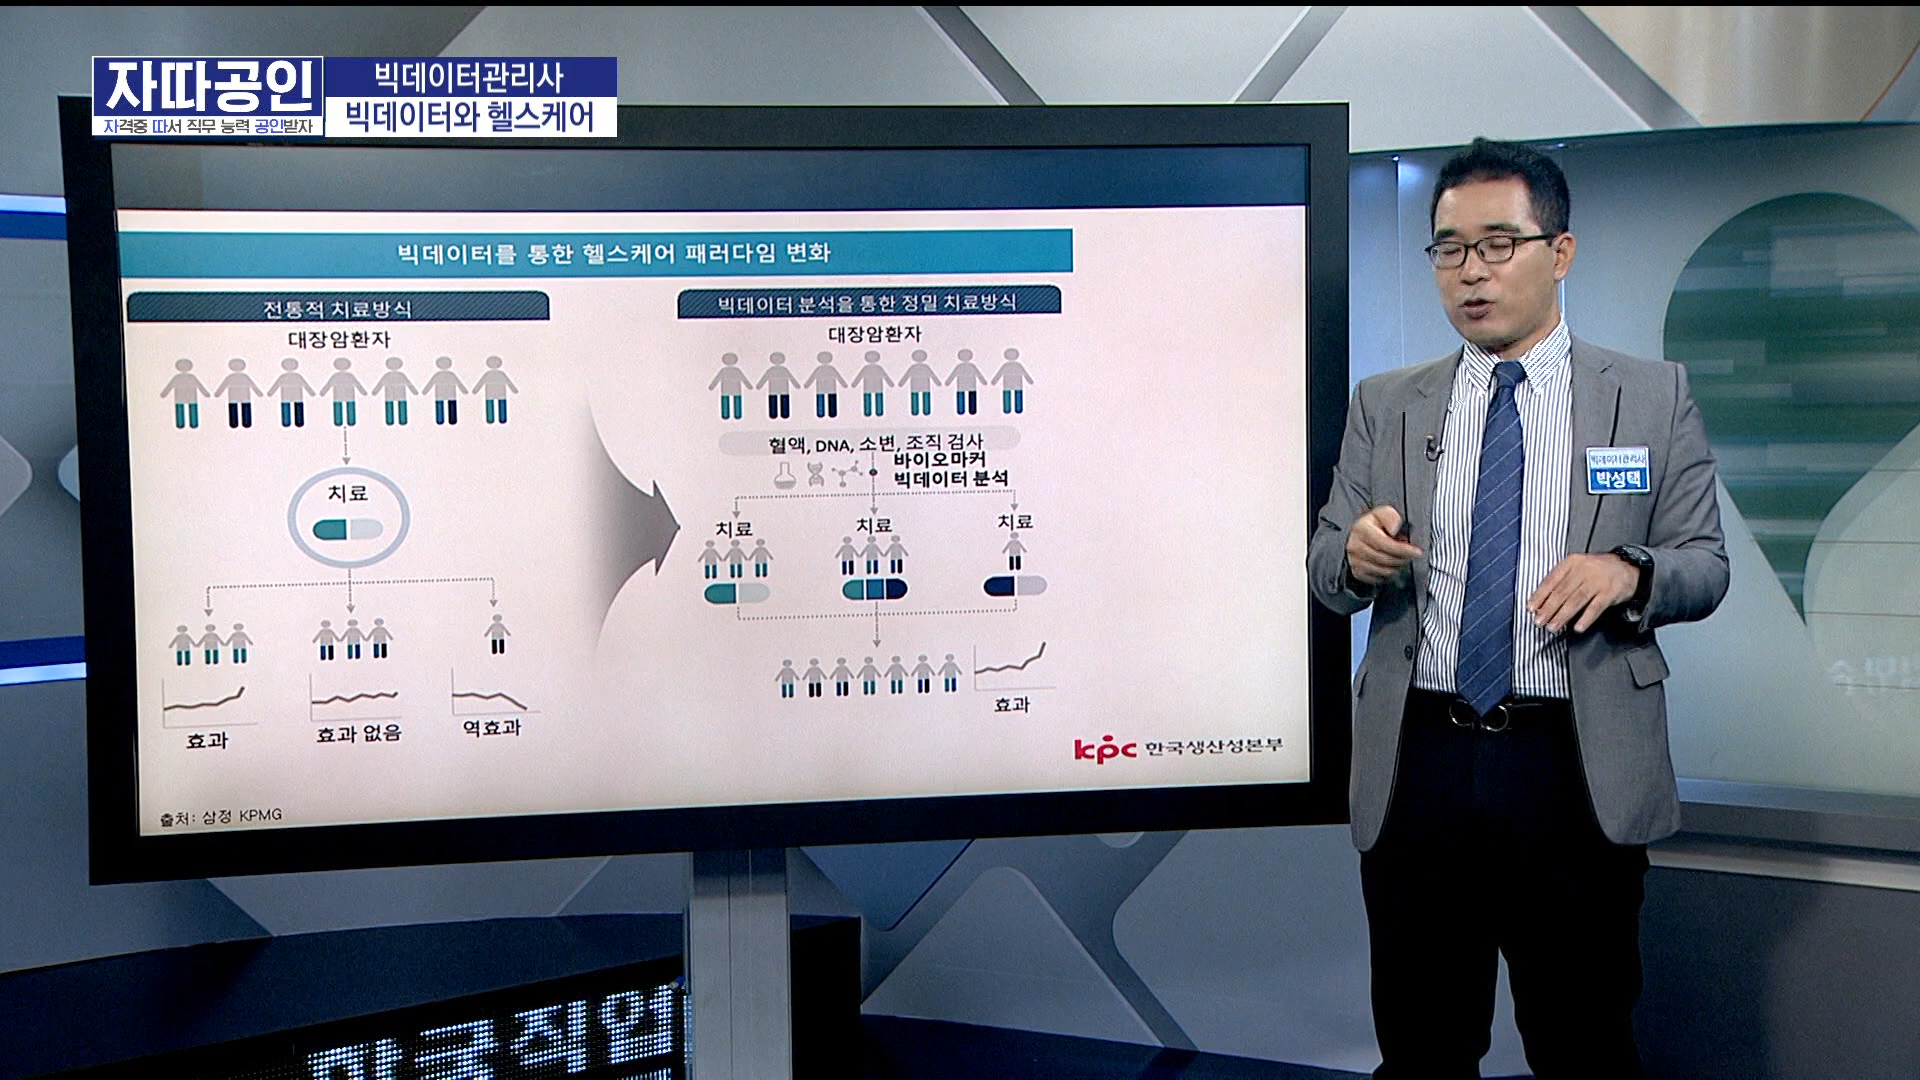 자따공인
자격증 따서 직무 능력 공인받자
빅데이터관리사
빅데이터와 헬스케어
빅데이터를 통한 헬스케어 패러다임 변화
전통적 치료방식
대장암환자
치료
효과
효과 없음
역효과
빅데이터 분석을 통한 정밀 치료방식
대장암환자
혈액, DNA, 소변, 조직 검사
바이오마커
빅데이터 분석
치료
치료
치료
효과
kpc 한국생산성본부
출처: 삼정 KPMG
빅데이터관리사
박성택
한국직업